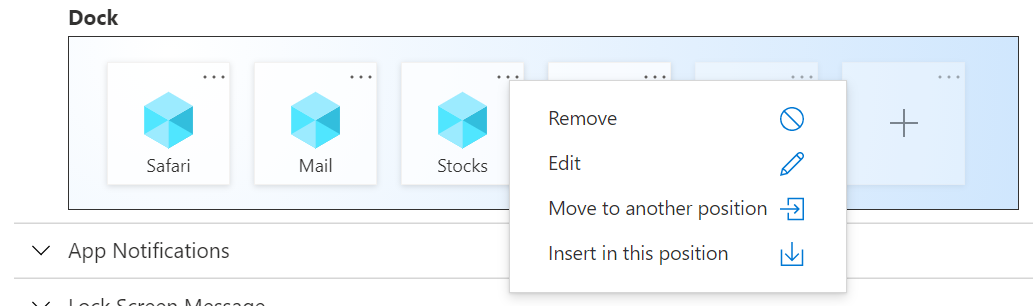 Dock
Safari
Mail
Stocks
Remove
Edit
Move to another position
Insert in this position
App Notifications
Lock Screen Message